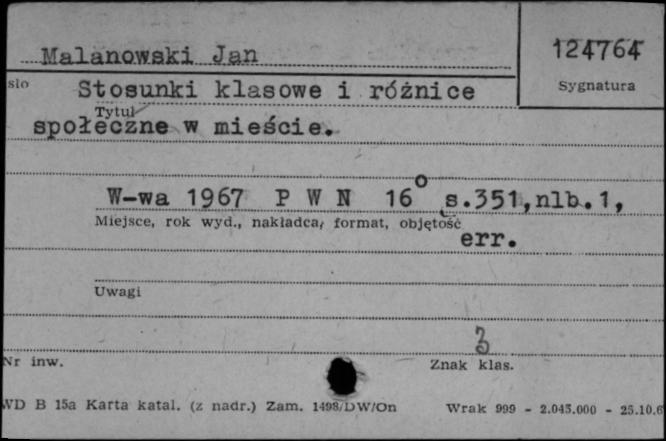 Malanowski Jan
124764
Sygnatura
sło Stosunki klasowe i różnice
Tytuł
społeczne w mieście.
W-wa 1967 P W N 16° s.351,nlb.1,
Miejsce, rok wyd., nakładca, format, objętość
err.
Uwagi
3
Nr inw.
Znak klas.
WD B 15a Karta katal. (z nadr.) Zam. 1498/DW/On
Wrak 999 - 2.045.000 - 25.10.6